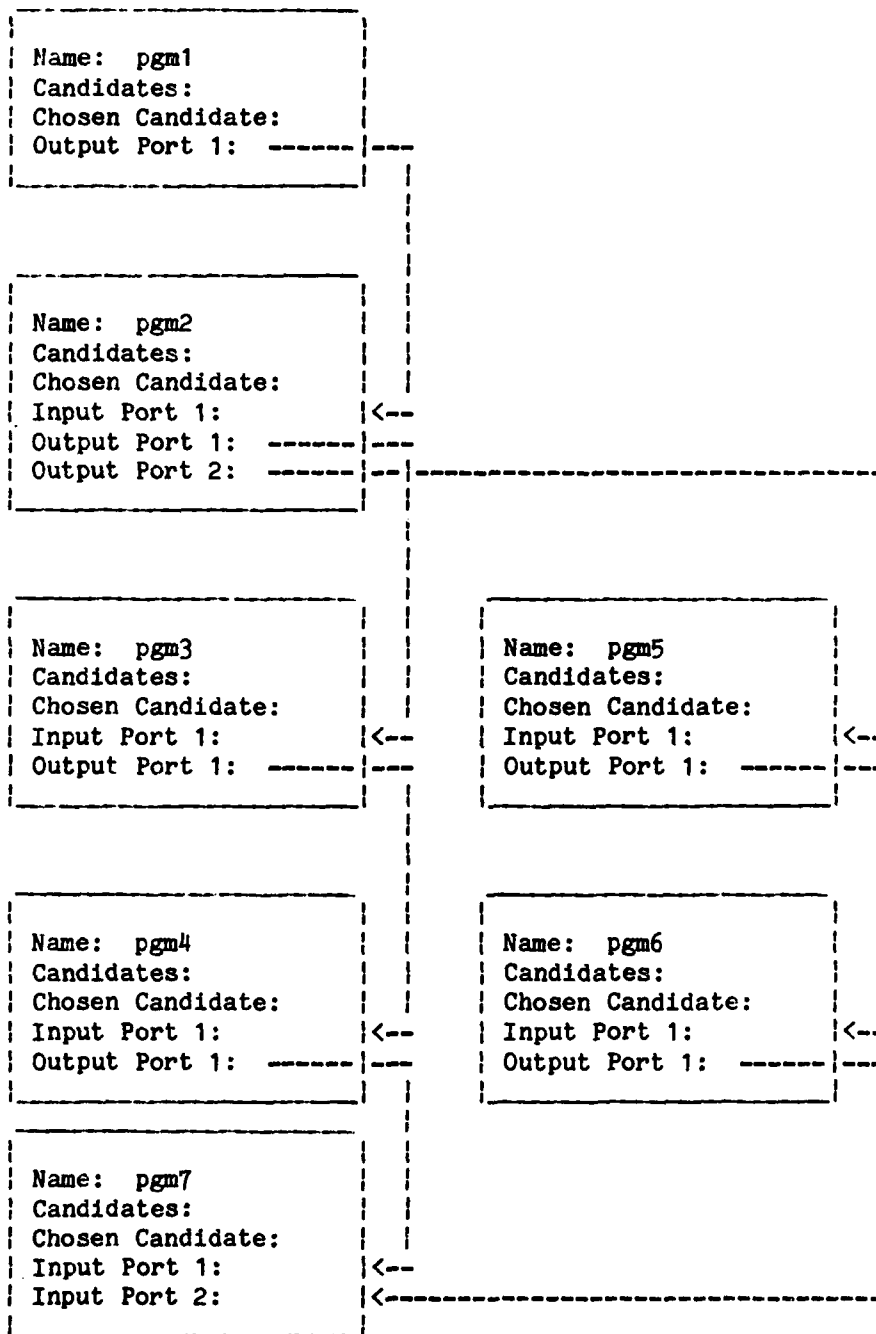 Name: pgm1
Candidates:
Chosen Candidate:
Output Port 1:
Name: pgm2
Candidates:
Chosen Candidate:
Input Port 1:
Output Port 1:
Output Port 2:
Name: pgm3
Candidates:
Chosen Candidate:
Input Port 1:
Output Port 1:
Name: pgm5
Candidates:
Chosen Candidate:
Input Port 1:
Output Port 1:
Name: pgm4
Candidates:
Chosen Candidate:
Input Port 1:
Output Port 1:
Name: pgm6
Candidates:
Chosen Candidate:
Input Port 1:
Output Port 1:
Name: pgm7
Candidates:
Chosen Candidate:
Input Port 1:
Input Port 2: